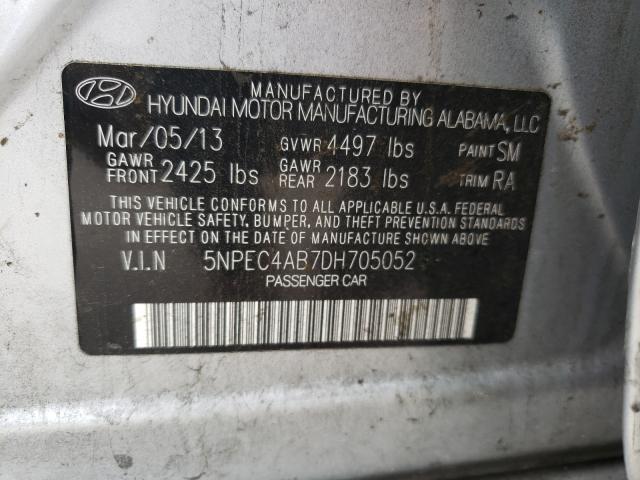 MANUFACTURED BY
HYUNDAI MOTOR MANUFACTURING ALABAMA, LLC
Mar/05/13 GVWR 4497 lbs PAINT SM
GAWR FRONT 2425 lbs GAWR REAR 2183 lbs TRIM RA
THIS VEHICLE CONFORMS TO ALL APPLICABLE U.S.A. FEDERAL
MOTOR VEHICLE SAFETY, BUMPER, AND THEFT PREVENTION STANDARDS
IN EFFECT ON THE DATE OF MANUFACTURE SHOWN ABOVE
V.I.N 5NPEC4AB7DH705052
PASSENGER CAR